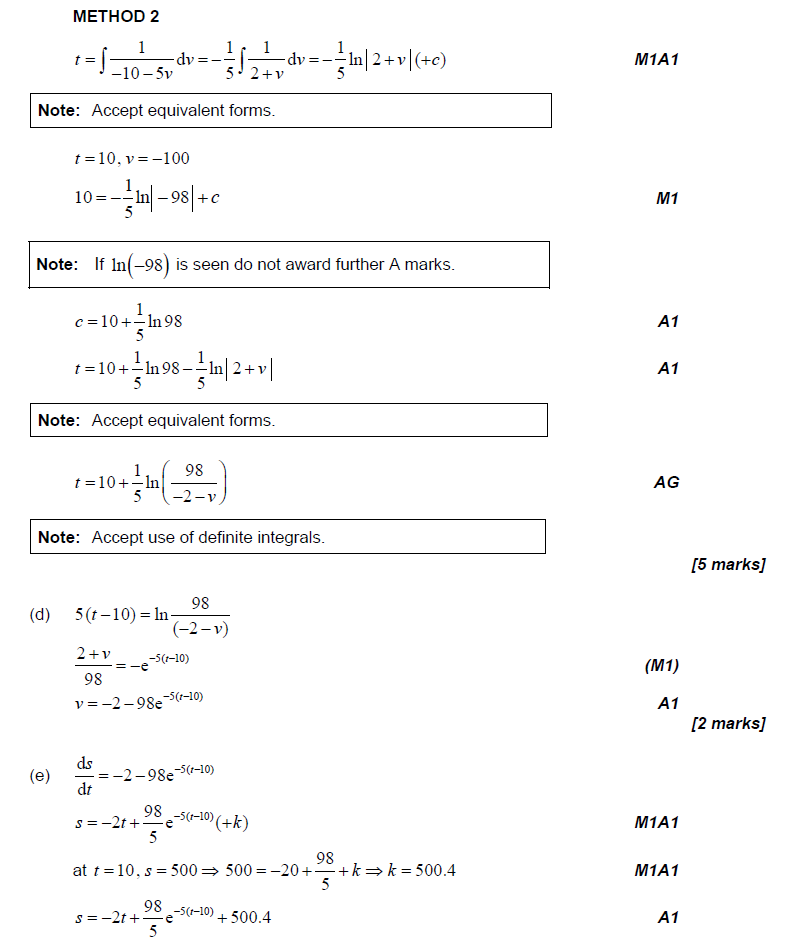 METHOD 2
t = ∫ 1/(−10 − 5v) dv = −1/5 ∫ 1/(2 + v) dv = −1/5 ln|2 + v| (+c) M1A1
Note: Accept equivalent forms.
t = 10, v = −100
10 = −1/5 ln|−98| + c M1
Note: If ln(−98) is seen do not award further A marks.
c = 10 + 1/5 ln 98 A1
t = 10 + 1/5 ln 98 − 1/5 ln|2 + v| A1
Note: Accept equivalent forms.
t = 10 + 1/5 ln(98/(−2 − v)) AG
Note: Accept use of definite integrals.
[5 marks]
(d) 5(t − 10) = ln 98/(−2 − v)
(2 + v)/98 = −e^(−5(t−10)) (M1)
v = −2 − 98e^(−5(t−10)) A1
[2 marks]
(e) ds/dt = −2 − 98e^(−5(t−10))
s = −2t + 98/5 e^(−5(t−10)) (+k) M1A1
at t = 10, s = 500 ⇒ 500 = −20 + 98/5 + k ⇒ k = 500.4 M1A1
s = −2t + 98/5 e^(−5(t−10)) + 500.4 A1